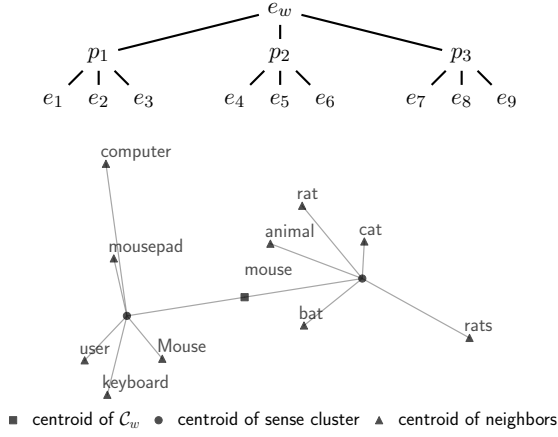 e_w
p_1 p_2 p_3
e_1 e_2 e_3 e_4 e_5 e_6 e_7 e_8 e_9
computer
rat
animal
cat
mousepad
mouse
bat
user
Mouse
rats
keyboard
centroid of C_w centroid of sense cluster centroid of neighbors